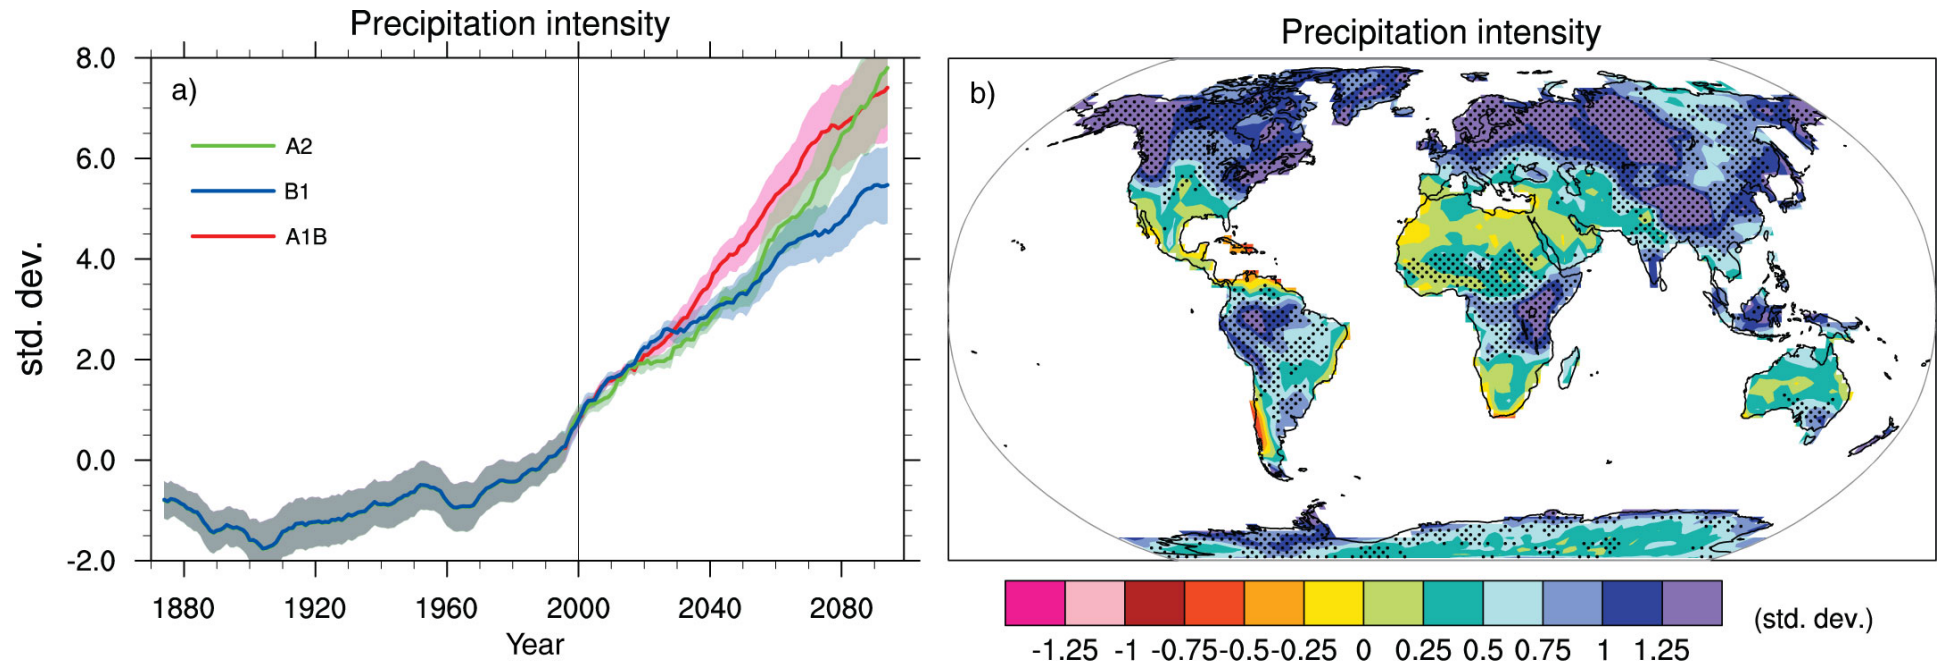 Precipitation intensity
a)
8.0
6.0
4.0
2.0
0.0
-2.0
std. dev.
A2
B1
A1B
1880 1920 1960 2000 2040 2080
Year
Precipitation intensity
b)
-1.25 -1 -0.75 -0.5 -0.25 0 0.25 0.5 0.75 1 1.25
(std. dev.)